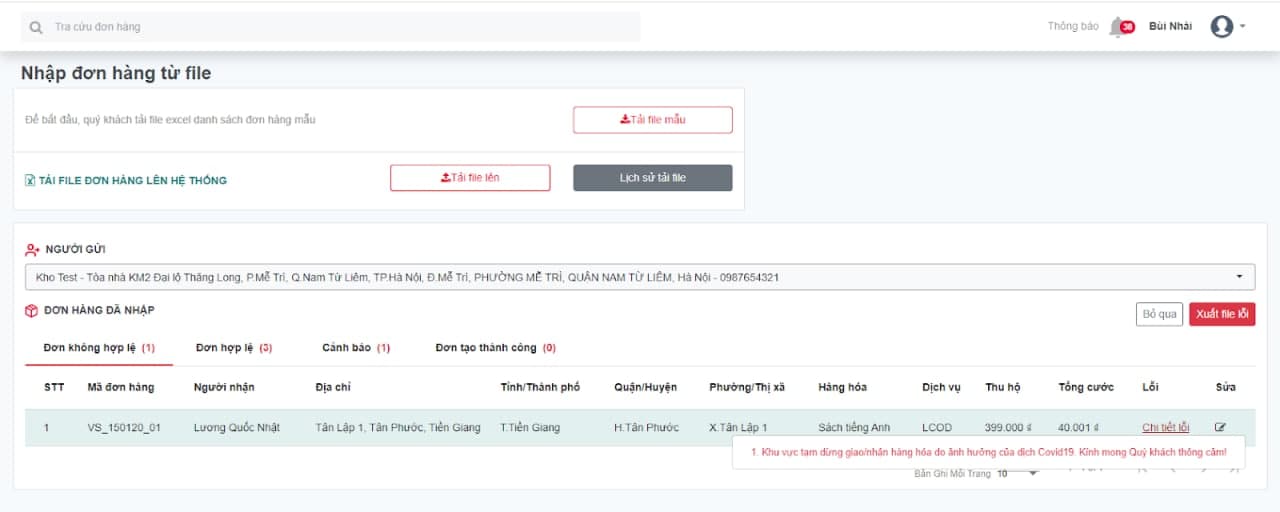 Tra cứu đơn hàng
Thông báo 38 Bùi Nhài
Nhập đơn hàng từ file
Để bắt đầu, quý khách tải file excel danh sách đơn hàng mẫu
Tải file mẫu
TẢI FILE ĐƠN HÀNG LÊN HỆ THỐNG
Tải file lên
Lịch sử tải file
NGƯỜI GỬI
Kho Test - Tòa nhà KM2 Đại lộ Thăng Long, P.Mễ Trì, Q.Nam Từ Liêm, TP.Hà Nội, Đ.Mễ Trì, PHƯỜNG MỄ TRÌ, QUẬN NAM TỪ LIÊM, Hà Nội - 0987654321
ĐƠN HÀNG ĐÃ NHẬP
Bỏ qua Xuất file lỗi
Đơn không hợp lệ (1) Đơn hợp lệ (3) Cảnh báo (1) Đơn tạo thành công (0)
STT Mã đơn hàng Người nhận Địa chỉ Tỉnh/Thành phố Quận/Huyện Phường/Thị xã Hàng hóa Dịch vụ Thu hộ Tổng cước Lỗi Sửa
1 VS_150120_01 Lương Quốc Nhật Tân Lập 1, Tân Phước, Tiền Giang T.Tiền Giang H.Tân Phước X.Tân Lập 1 Sách tiếng Anh LCOD 399.000 đ 40.001 đ Chi tiết lỗi
1. Khu vực tạm dừng giao/nhận hàng hóa do ảnh hưởng của dịch Covid19. Kính mong Quý khách thông cảm!
Bản Ghi Mỗi Trang 10